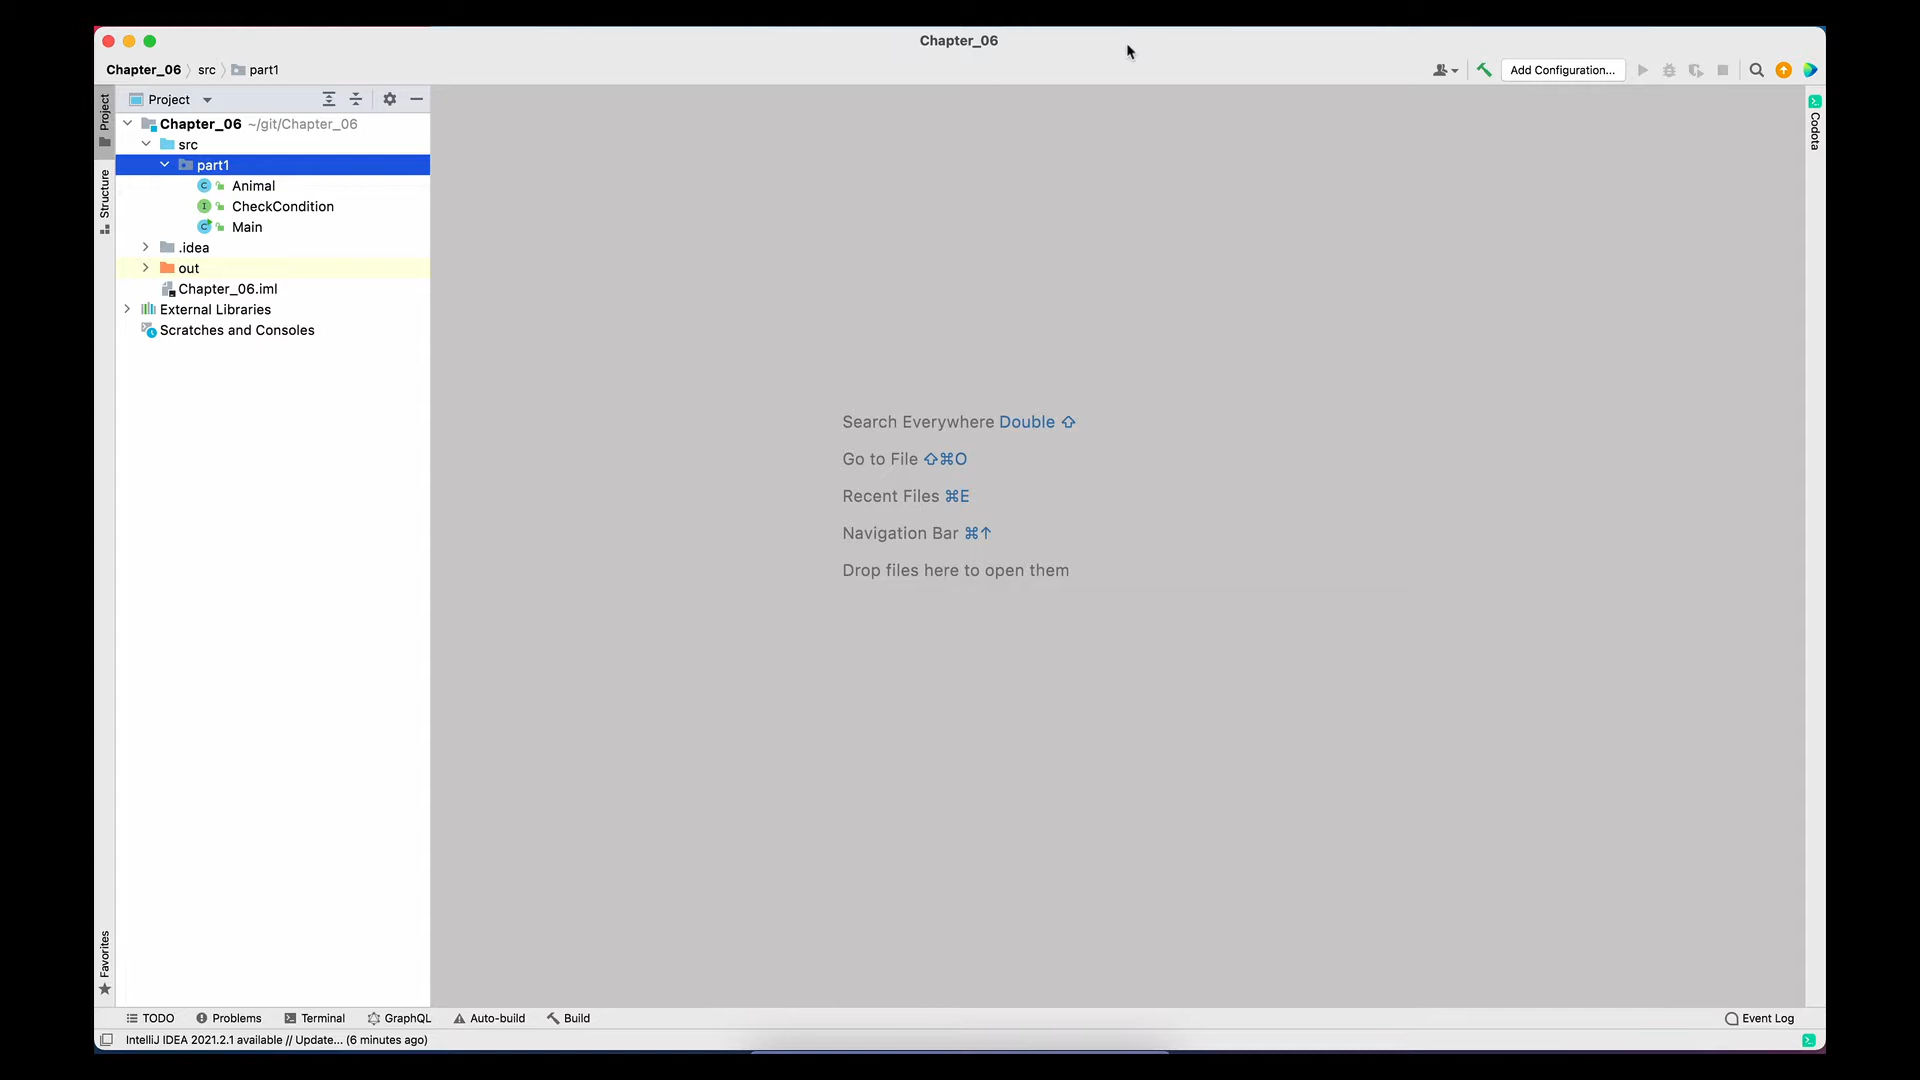 Chapter_06
Chapter_06 src part1
Add Configuration...
Project
Project
Structure
Favorites
Codota
Chapter_06 ~/git/Chapter_06
src
part1
Animal
CheckCondition
Main
.idea
out
Chapter_06.iml
External Libraries
Scratches and Consoles
Search Everywhere Double ⇧
Go to File ⇧⌘O
Recent Files ⌘E
Navigation Bar ⌘↑
Drop files here to open them
TODO Problems Terminal GraphQL Auto-build Build Event Log
IntelliJ IDEA 2021.2.1 available // Update... (6 minutes ago)